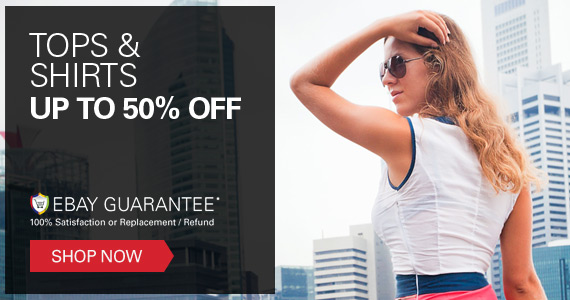 TOPS &
SHIRTS
UP TO 50% OFF
EBAY GUARANTEE*
100% Satisfaction or Replacement / Refund
SHOP NOW